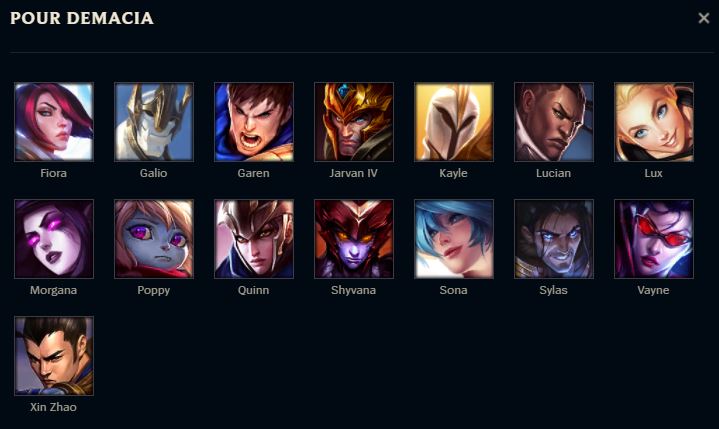 POUR DEMACIA
Fiora Galio Garen Jarvan IV Kayle Lucian Lux
Morgana Poppy Quinn Shyvana Sona Sylas Vayne
Xin Zhao